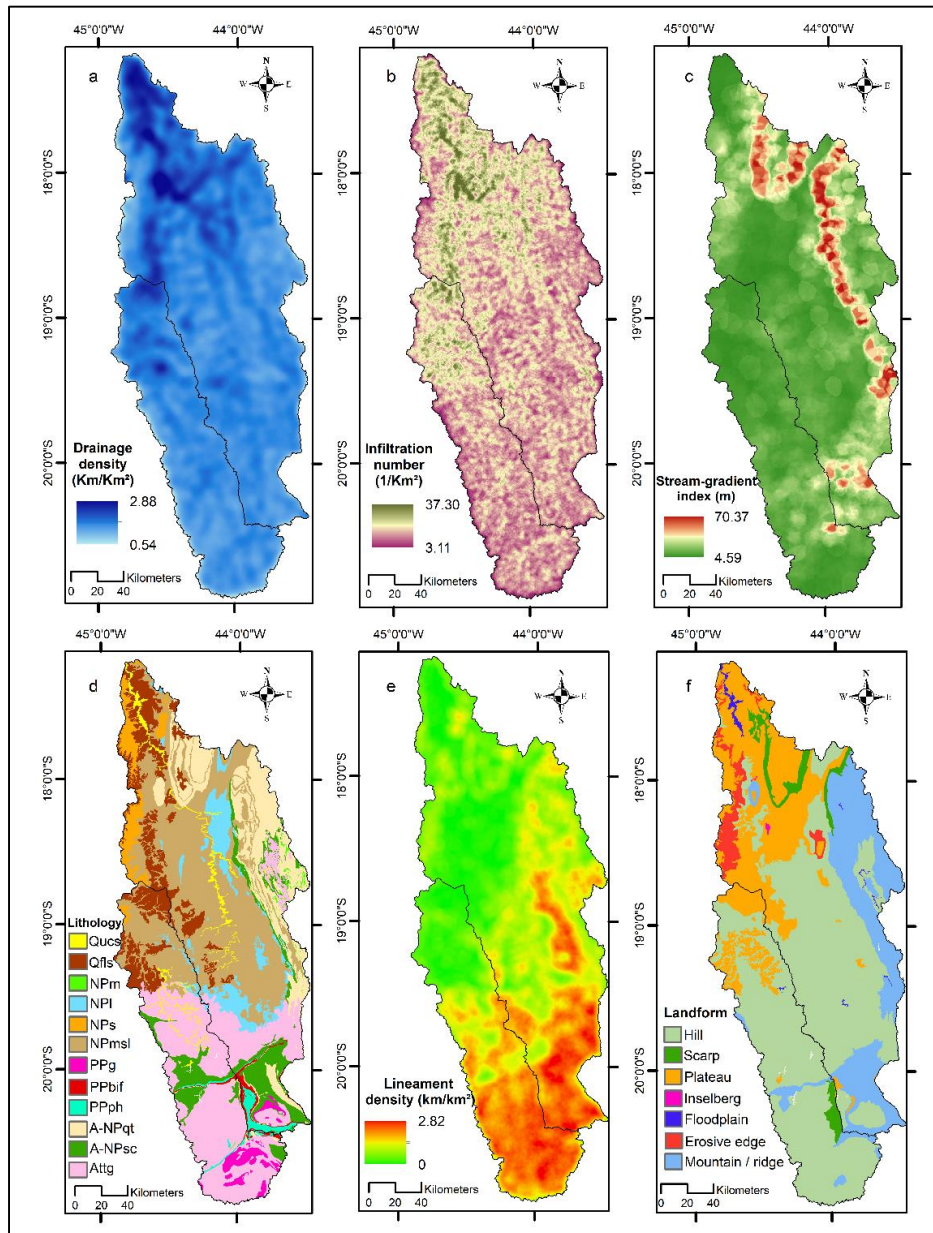 45°0'0"W 44°0'0"W
45°0'0"W 44°0'0"W
45°0'0"W 44°0'0"W
a
N
W E
S
b
N
W E
S
c
N
W E
S
18°0'0"S
18°0'0"S
18°0'0"S
19°0'0"S
19°0'0"S
19°0'0"S
20°0'0"S
20°0'0"S
20°0'0"S
Drainage
density
(Km/Km²)
2.88
0.54
Kilometers
0 20 40
Infiltration
number
(1/Km²)
37.30
3.11
Kilometers
0 20 40
Stream-gradient
index (m)
70.37
4.59
Kilometers
0 20 40
45°0'0"W 44°0'0"W
45°0'0"W 44°0'0"W
45°0'0"W 44°0'0"W
d
N
W E
S
e
N
W E
S
f
N
W E
S
18°0'0"S
18°0'0"S
18°0'0"S
19°0'0"S
19°0'0"S
19°0'0"S
20°0'0"S
20°0'0"S
20°0'0"S
Lithology
Qucs
Qfls
NPm
NPl
NPs
NPmsl
PPg
PPbif
PPph
A-NPqt
A-NPsc
Attg
Kilometers
0 20 40
Lineament
density (km/km²)
2.82
0
Kilometers
0 20 40
Landform
Hill
Scarp
Plateau
Inselberg
Floodplain
Erosive edge
Mountain / ridge
Kilometers
0 20 40